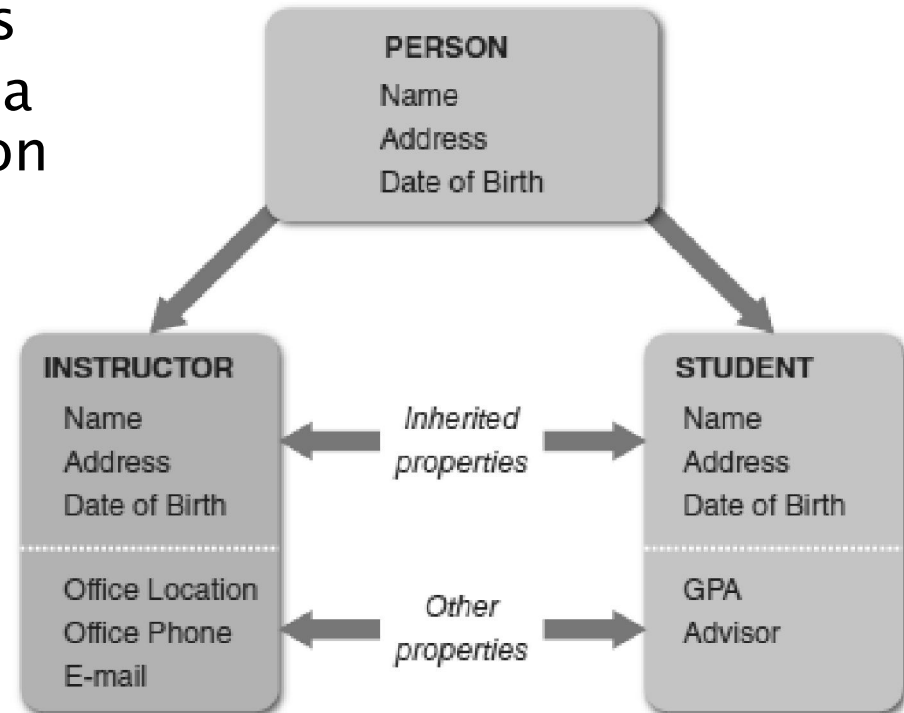 s
a
on
PERSON
Name
Address
Date of Birth
INSTRUCTOR
Name
Address
Date of Birth
Office Location
Office Phone
E-mail
Inherited
properties
Other
properties
STUDENT
Name
Address
Date of Birth
GPA
Advisor